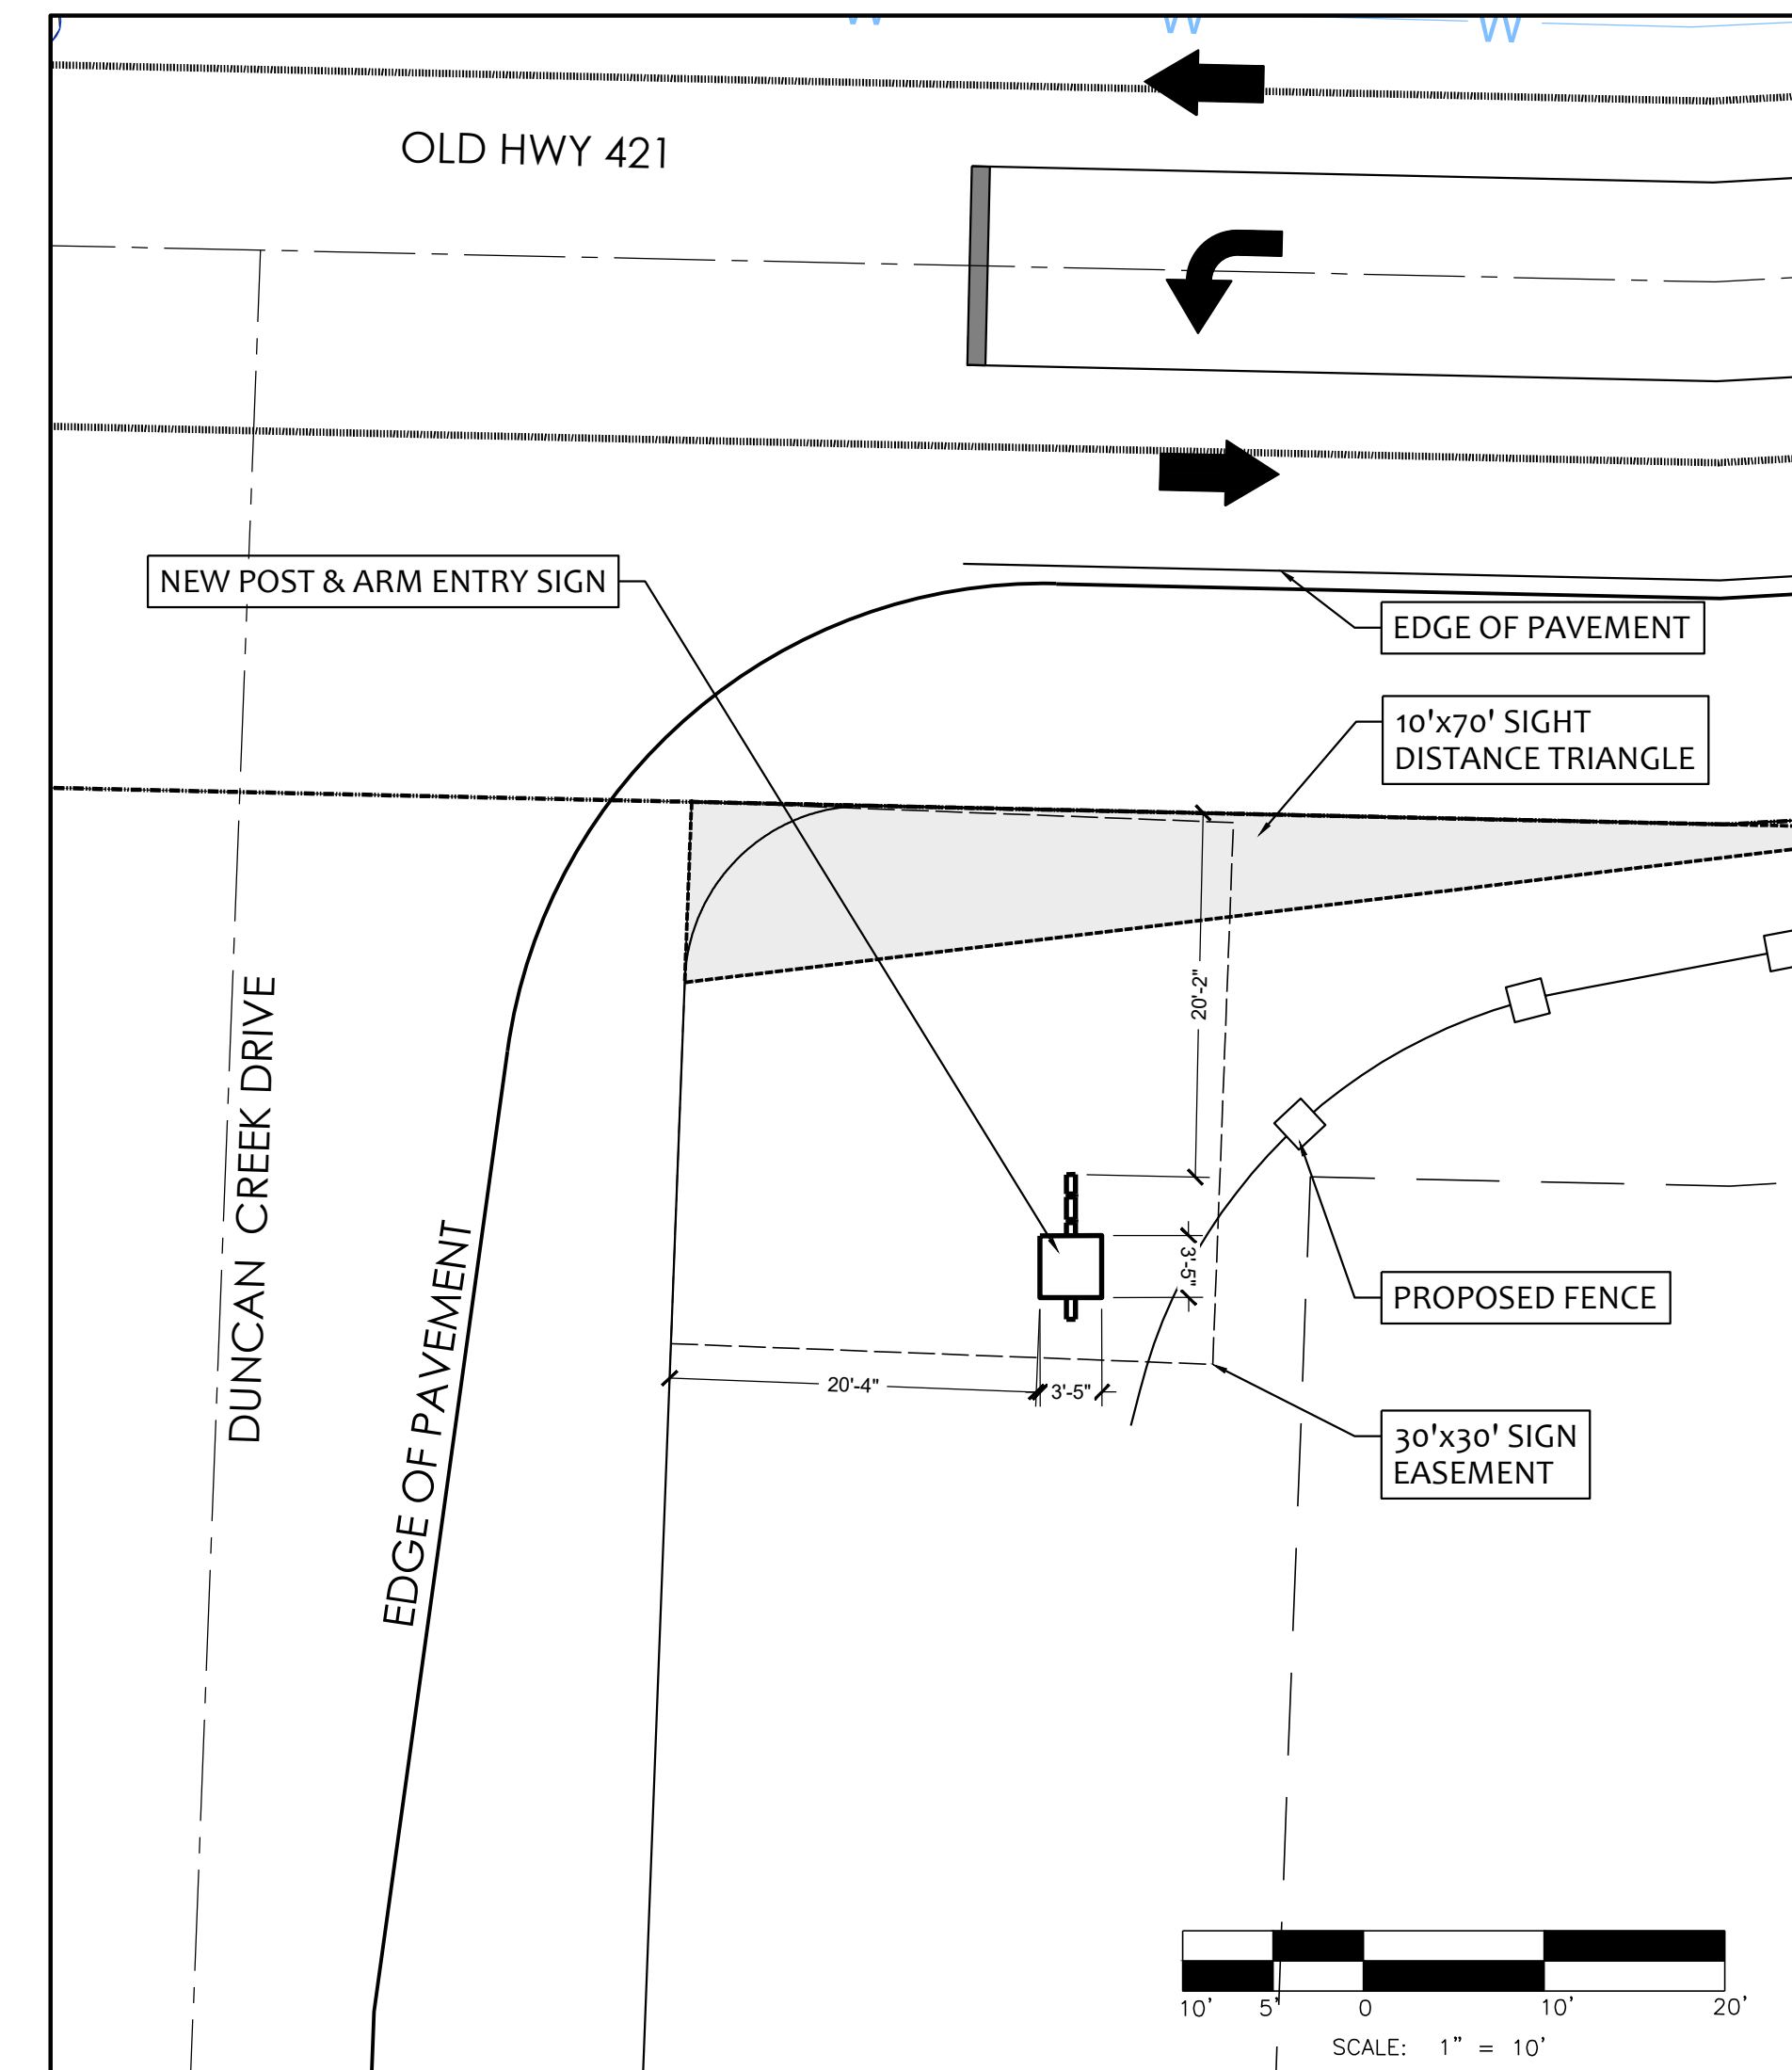 W W W
OLD HWY 421
NEW POST & ARM ENTRY SIGN
EDGE OF PAVEMENT
10'x70' SIGHT
DISTANCE TRIANGLE
20'-2"
DUNCAN CREEK DRIVE
EDGE OF PAVEMENT
3'-5"
PROPOSED FENCE
20'-4"
3'-5"
30'x30' SIGN
EASEMENT
10' 5' 0 10' 20'
SCALE: 1" = 10'